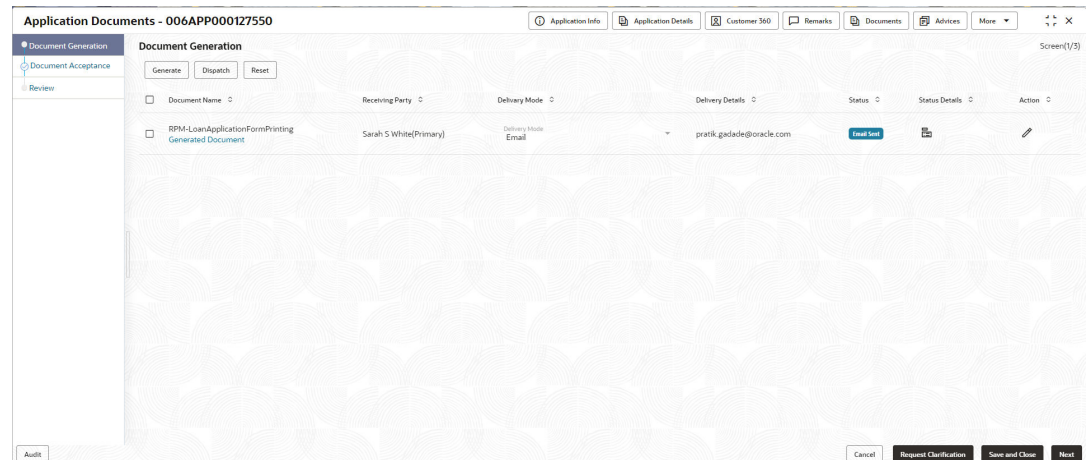 Application Documents - 006APP000127550
Application Info
Application Details
Customer 360
Remarks
Documents
Advices
More
Document Generation
Document Acceptance
Review
Document Generation
Screen(1/3)
Generate
Dispatch
Reset
Document Name
Receiving Party
Delivery Mode
Delivery Details
Status
Status Details
Action
RPM-LoanApplicationFormPrinting
Generated Document
Sarah S White(Primary)
Delivery Mode
Email
pratik.gadade@oracle.com
Email Sent
Audit
Cancel
Request Clarification
Save and Close
Next